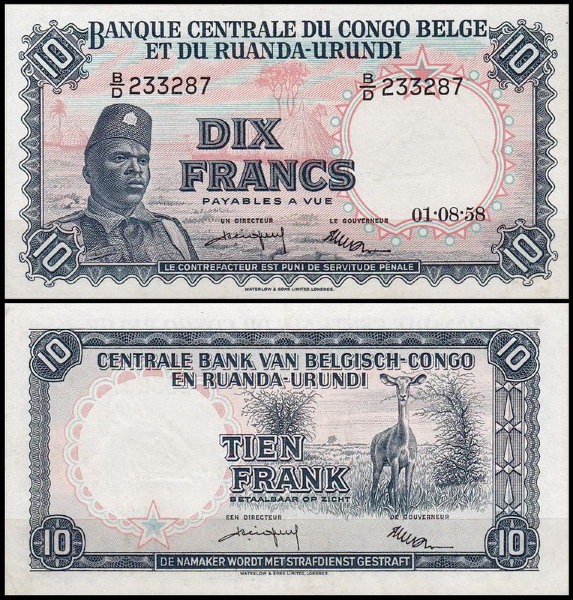 BANQUE CENTRALE DU CONGO BELGE
ET DU RUANDA-URUNDI
10
10
B/D 233287
B/D 233287
DIX
FRANCS
PAYABLES A VUE
UN DIRECTEUR
LE GOUVERNEUR
01·08·58
10
10
LE CONTREFACTEUR EST PUNI DE SERVITUDE PÉNALE
WATERLOW & SONS LIMITED, LONDRES.
10
10
CENTRALE BANK VAN BELGISCH-CONGO
EN RUANDA-URUNDI
TIEN
FRANK
BETAALBAAR OP ZICHT
EEN DIRECTEUR
DE GOUVERNEUR
10
10
DE NAMAKER WORDT MET STRAFDIENST GESTRAFT
WATERLOW & SONS LIMITED, LONDRES.